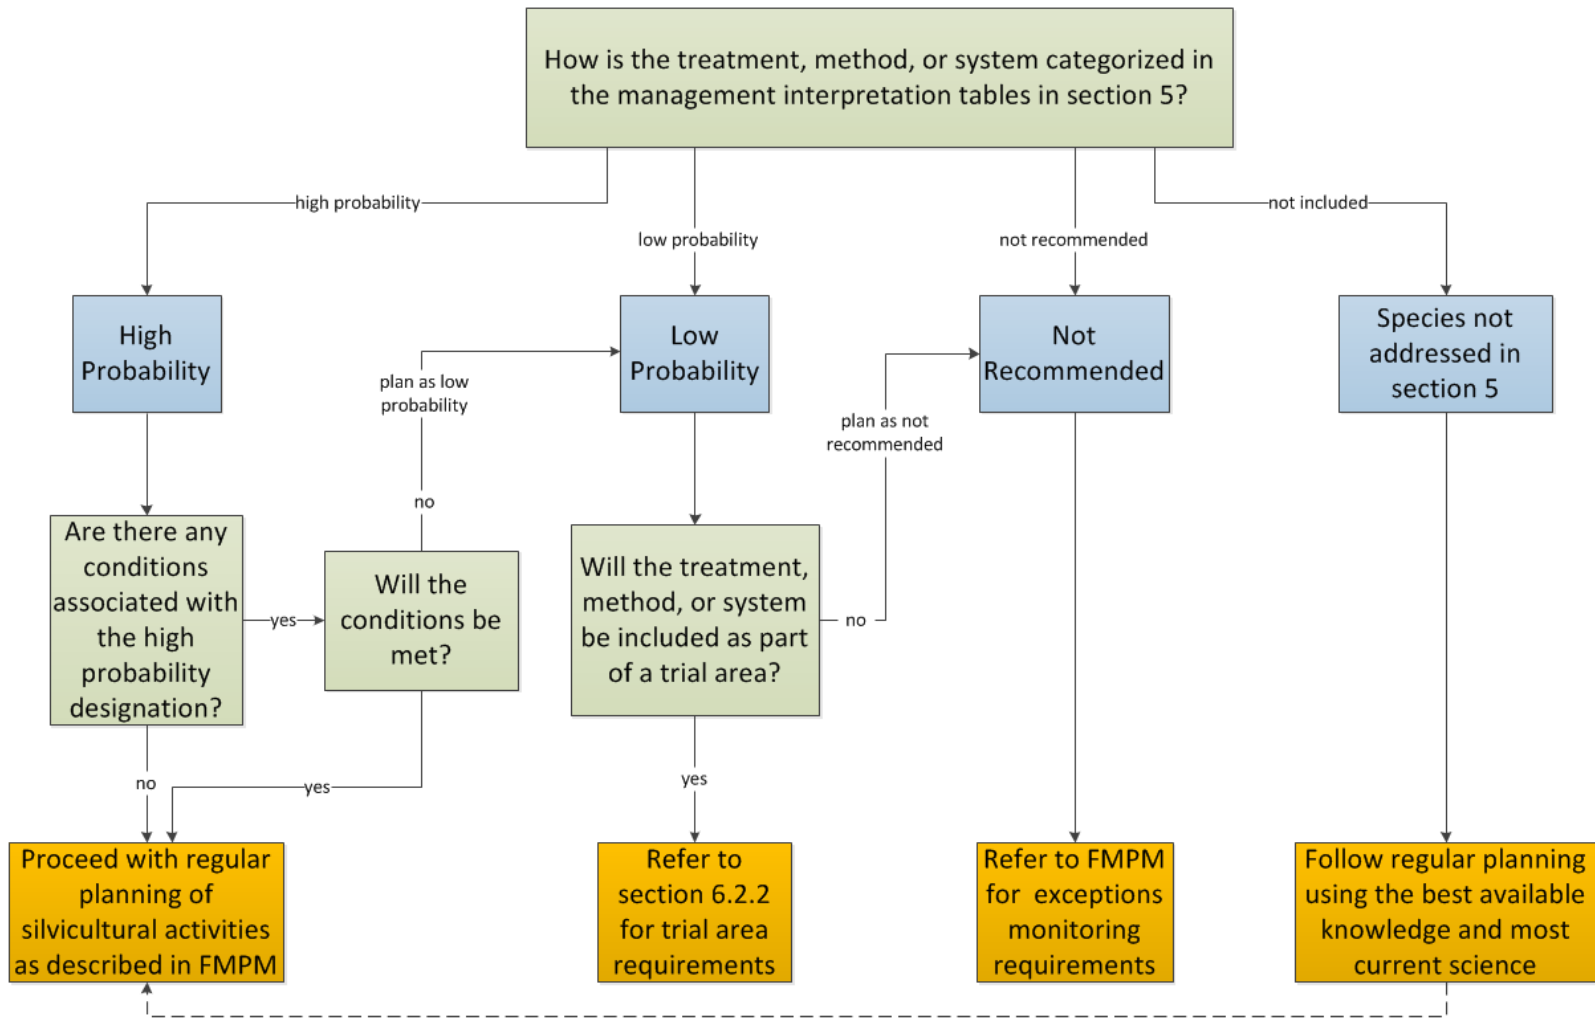 How is the treatment, method, or system categorized in
the management interpretation tables in section 5?
high probability
not included
low probability
not recommended
High
Probability
Low
Probability
Not
Recommended
Species not
addressed in
section 5
plan as low
probability
plan as not
recommended
no
Are there any
conditions
associated with
the high
probability
designation?
yes
Will the
conditions be
met?
Will the treatment,
method, or system
be included as part
of a trial area?
no
no
yes
yes
Proceed with regular
planning of
silvicultural activities
as described in FMPM
Refer to
section 6.2.2
for trial area
requirements
Refer to FMPM
for exceptions
monitoring
requirements
Follow regular planning
using the best available
knowledge and most
current science